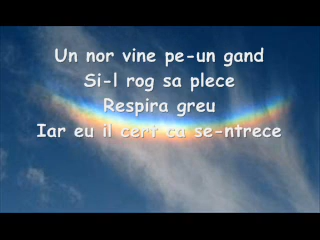 Un nor vine pe-un gand
Si-l rog sa plece
Respira greu
Iar eu il cert ca se-ntrece